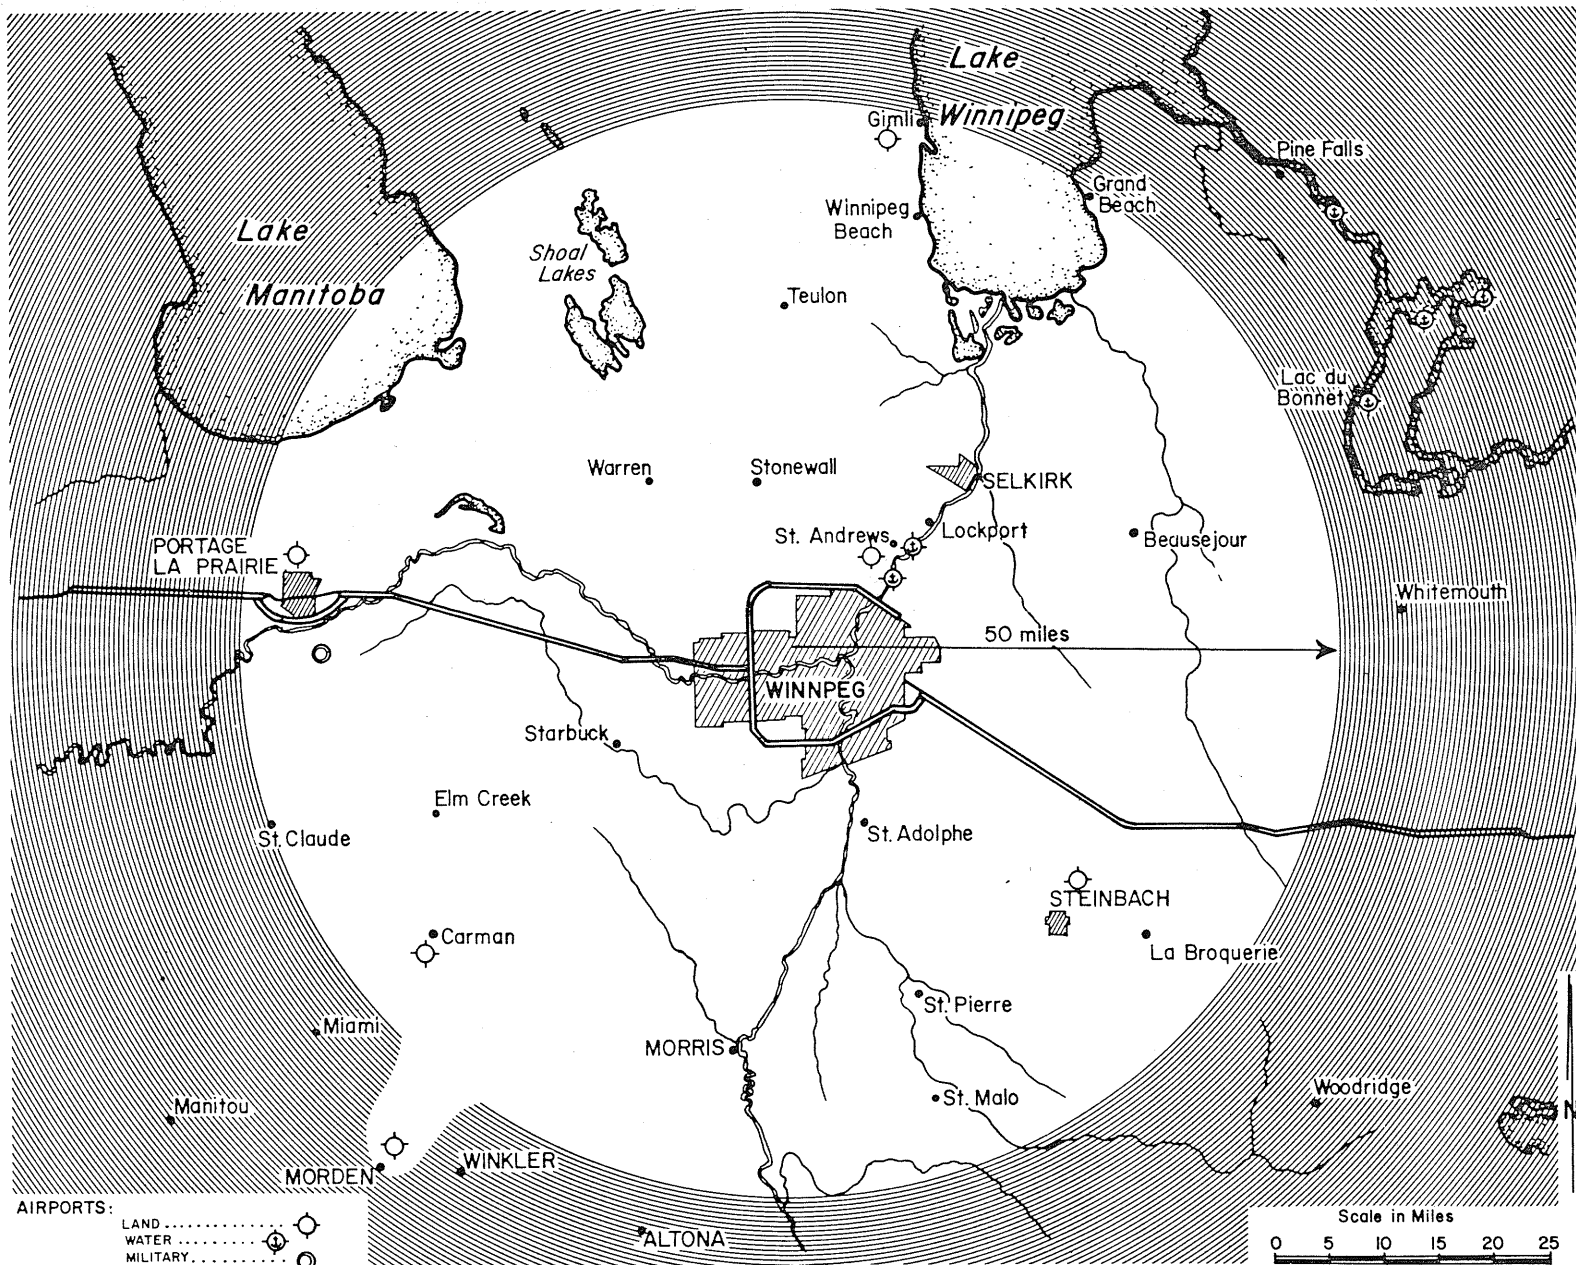 Lake
Winnipeg
Gimli
Pine Falls
Grand
Beach
Winnipeg
Beach
Lake
Manitoba
Shoal
Lakes
Teulon
Lac du
Bonnet
Warren
Stonewall
SELKIRK
Lockport
St. Andrews
Beausejour
PORTAGE
LA PRAIRIE
Whitemouth
50 miles
WINNPEG
Starbuck
Elm Creek
St. Claude
St. Adolphe
STEINBACH
Carman
La Broquerie
St. Pierre
Miami
MORRIS
Manitou
St. Malo
Woodridge
N
MORDEN
WINKLER
ALTONA
AIRPORTS:
LAND
WATER
MILITARY
Scale in Miles
0 5 10 15 20 25